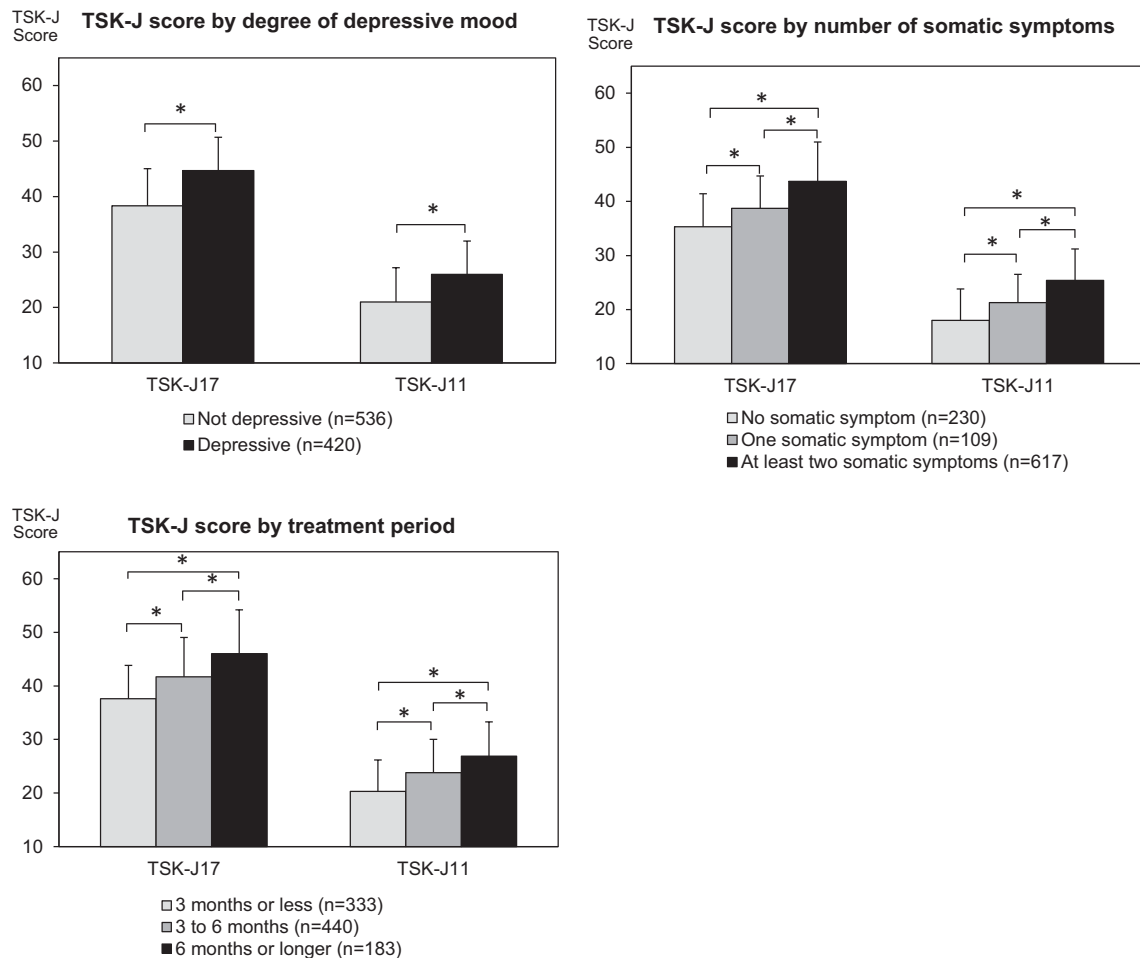 TSK-J
Score
TSK-J score by degree of depressive mood
60
*
50
40
*
30
20
10
TSK-J17
TSK-J11
Not depressive (n=536)
Depressive (n=420)
TSK-J
Score
TSK-J score by number of somatic symptoms
60
*
*
50
*
40
*
*
30
*
20
10
TSK-J17
TSK-J11
No somatic symptom (n=230)
One somatic symptom (n=109)
At least two somatic symptoms (n=617)
TSK-J
Score
TSK-J score by treatment period
60
*
*
50
*
40
*
*
30
*
20
10
TSK-J17
TSK-J11
3 months or less (n=333)
3 to 6 months (n=440)
6 months or longer (n=183)